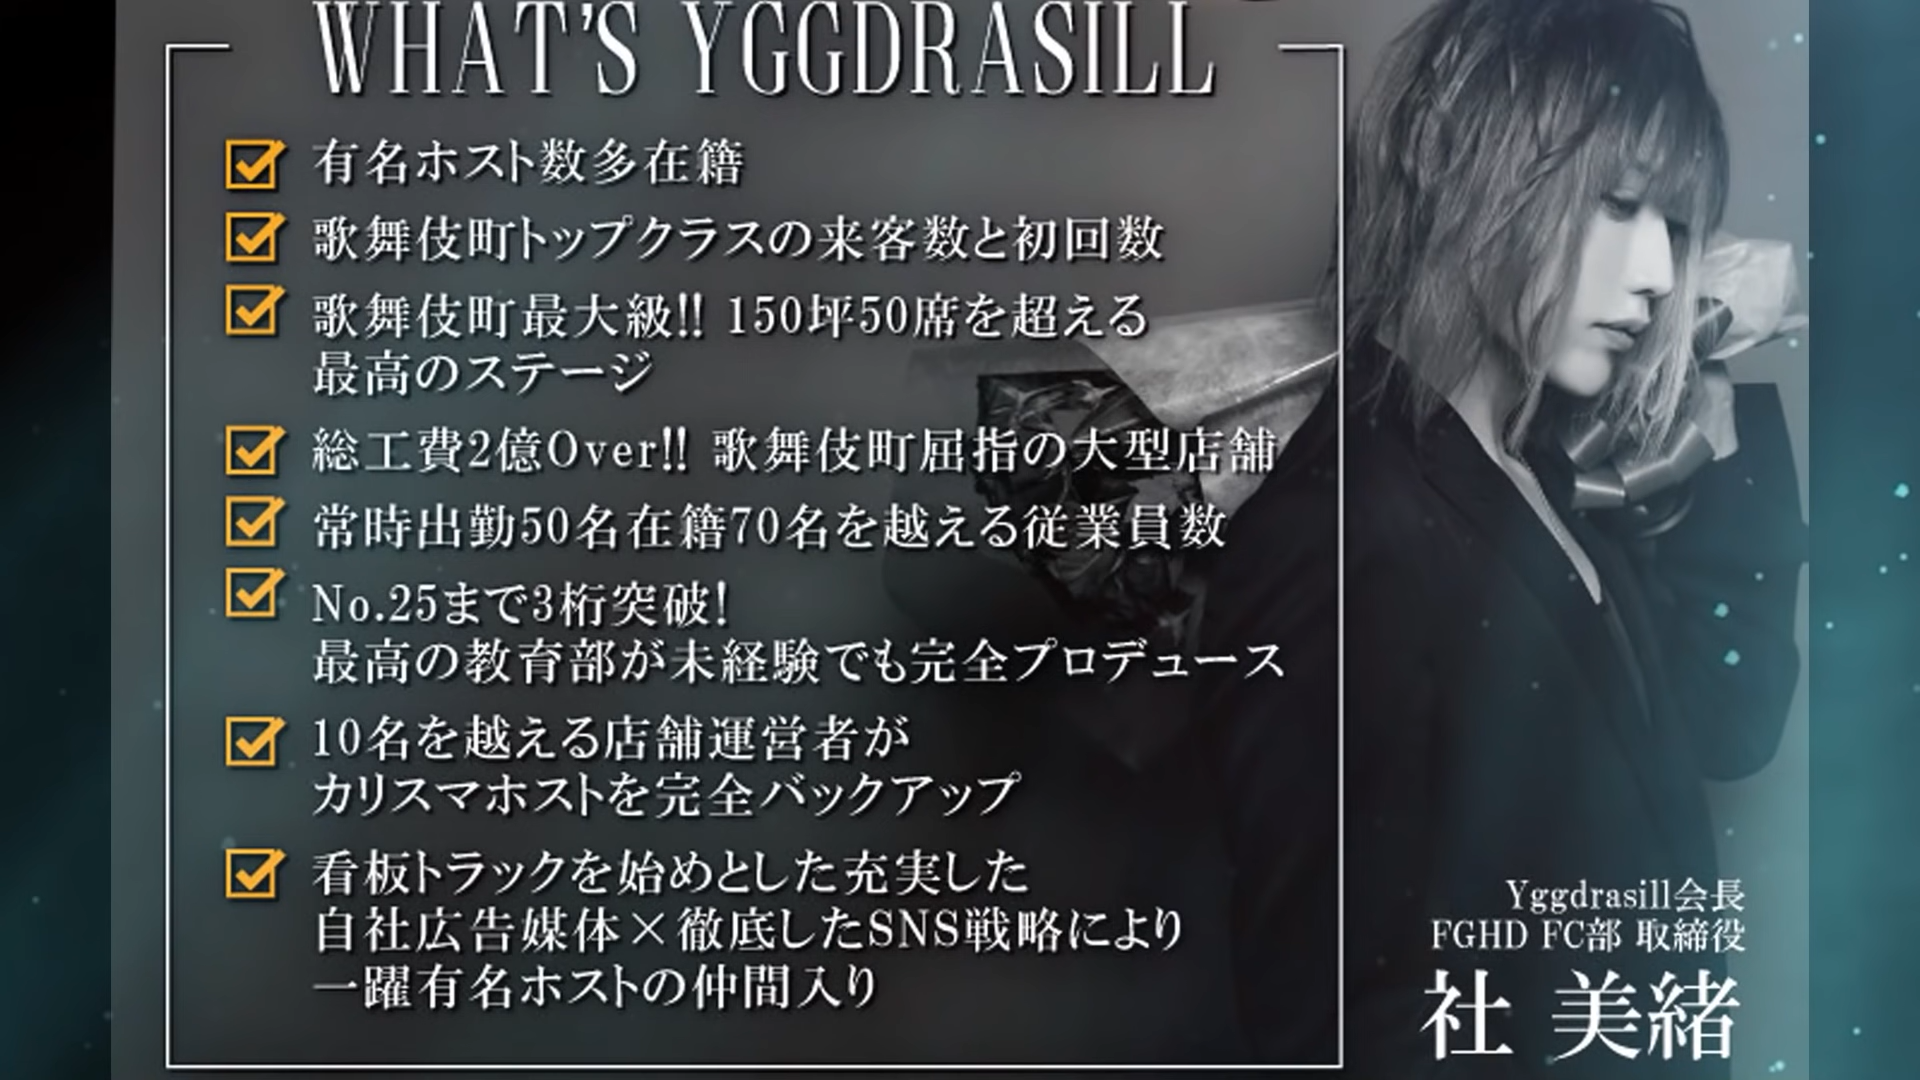 WHAT'S YGGDRASILL
有名ホスト数多在籍
歌舞伎町トップクラスの来客数と初回数
歌舞伎町最大級!! 150坪50席を超える
最高のステージ
総工費2億Over!! 歌舞伎町屈指の大型店舗
常時出勤50名在籍70名を越える従業員数
No.25まで3桁突破!
最高の教育部が未経験でも完全プロデュース
10名を越える店舗運営者が
カリスマホストを完全バックアップ
看板トラックを始めとした充実した
自社広告媒体×徹底したSNS戦略により
一躍有名ホストの仲間入り
Yggdrasill会長
FGHD FC部 取締役
社 美緒